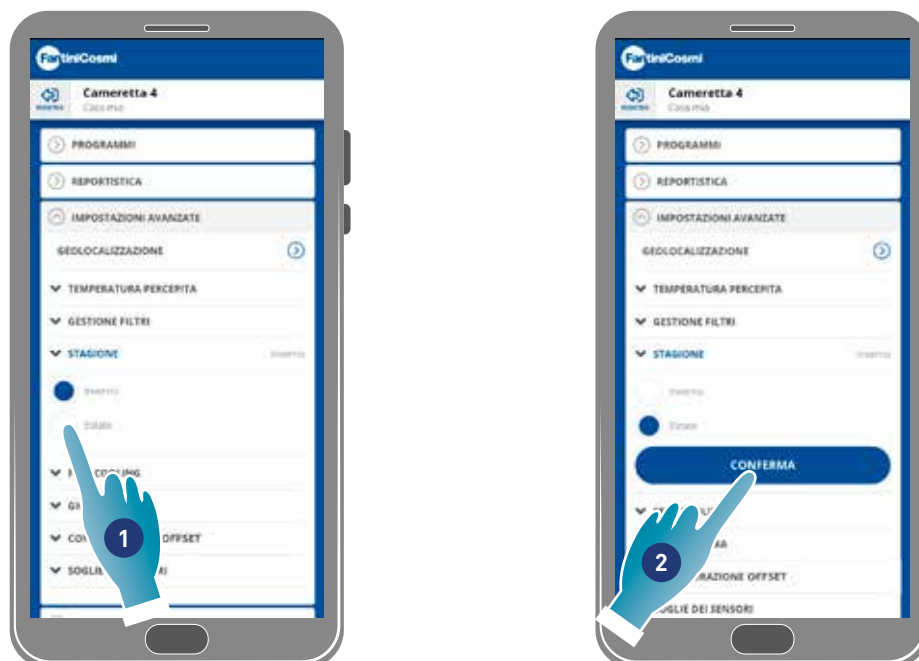 FantiniCosmi
Cameretta 4
Casa mia
PROGRAMMI
REPORTISTICA
IMPOSTAZIONI AVANZATE
GEOLOCALIZZAZIONE
TEMPERATURA PERCEPITA
GESTIONE FILTRI
STAGIONE Inverno
Inverno
Estate
COOLING
OFFSET
1
FantiniCosmi
Cameretta 4
Casa mia
PROGRAMMI
REPORTISTICA
IMPOSTAZIONI AVANZATE
GEOLOCALIZZAZIONE
TEMPERATURA PERCEPITA
GESTIONE FILTRI
STAGIONE Inverno
Inverno
Estate
CONFERMA
2
RAZIONE OFFSET
OGLIE DEI SENSORI